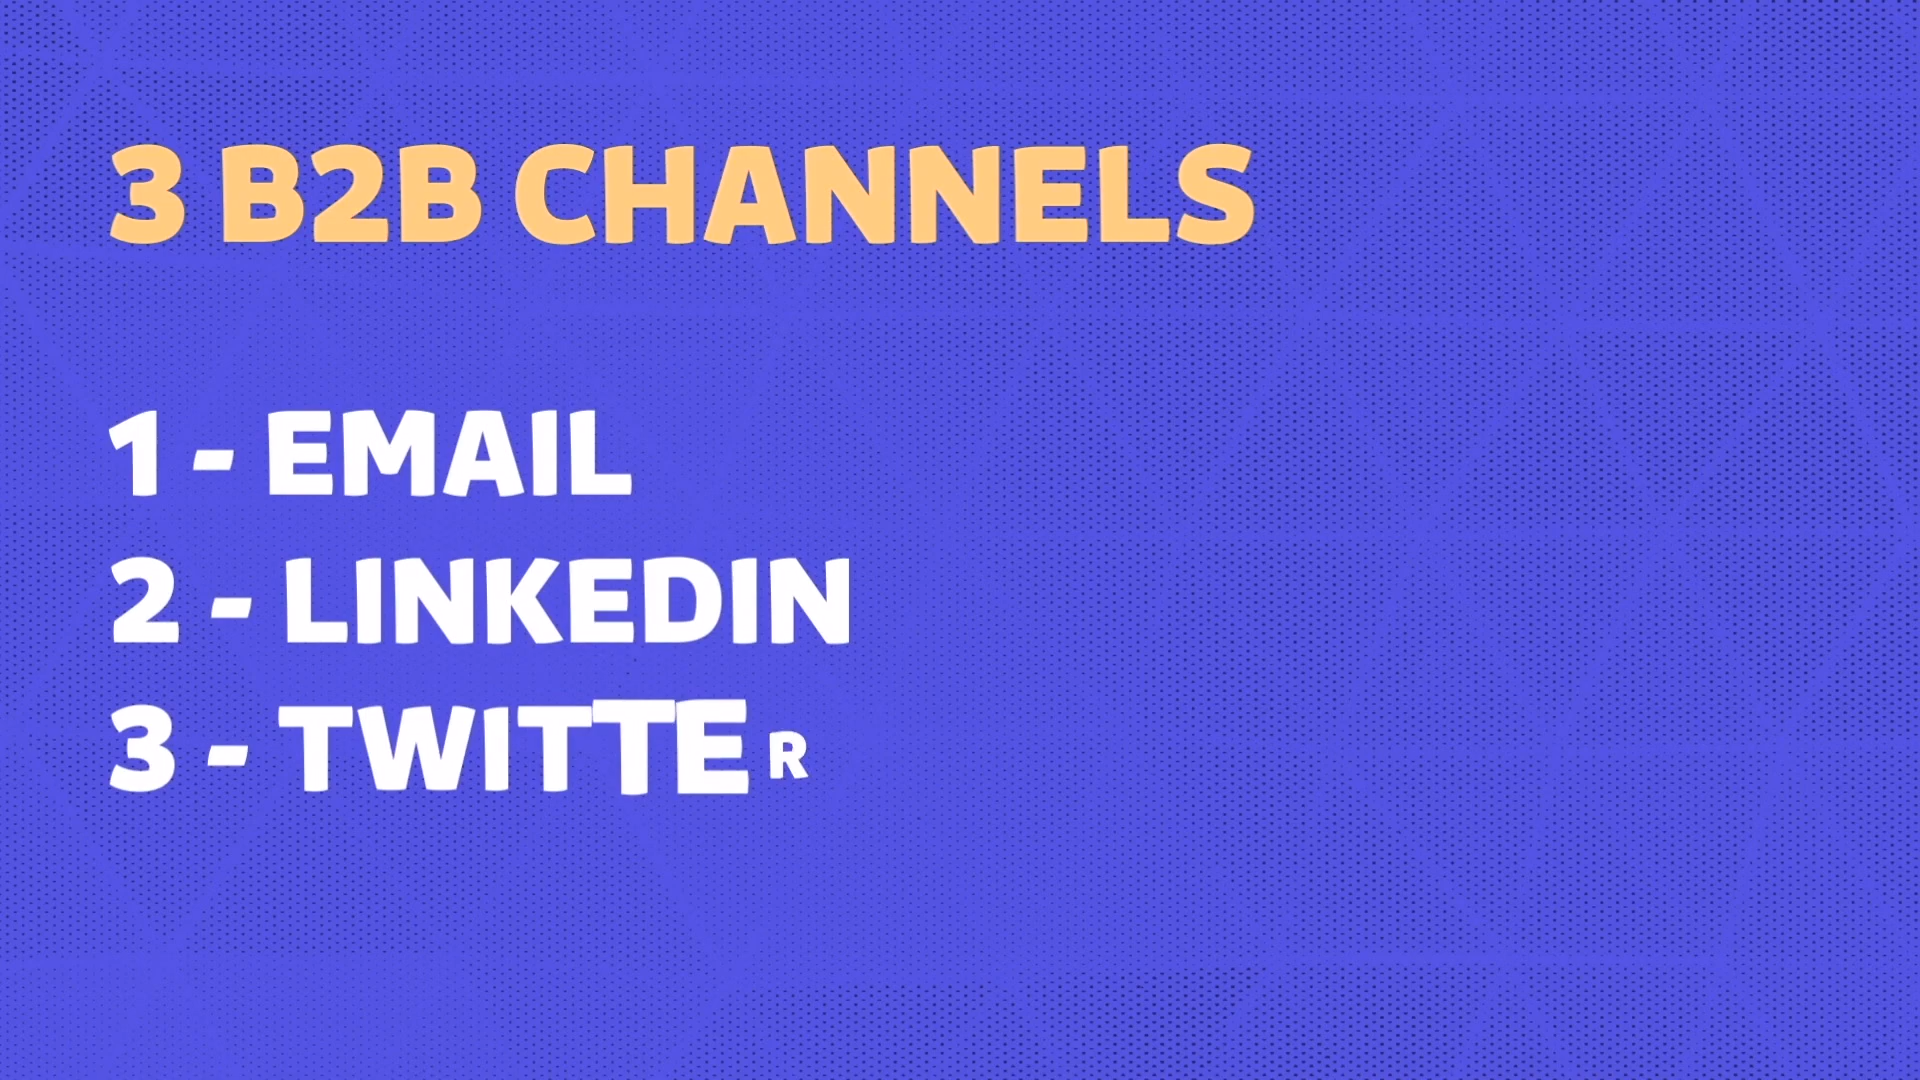 3 B2B CHANNELS
1 - EMAIL
2 - LINKEDIN
3 - TWITTER